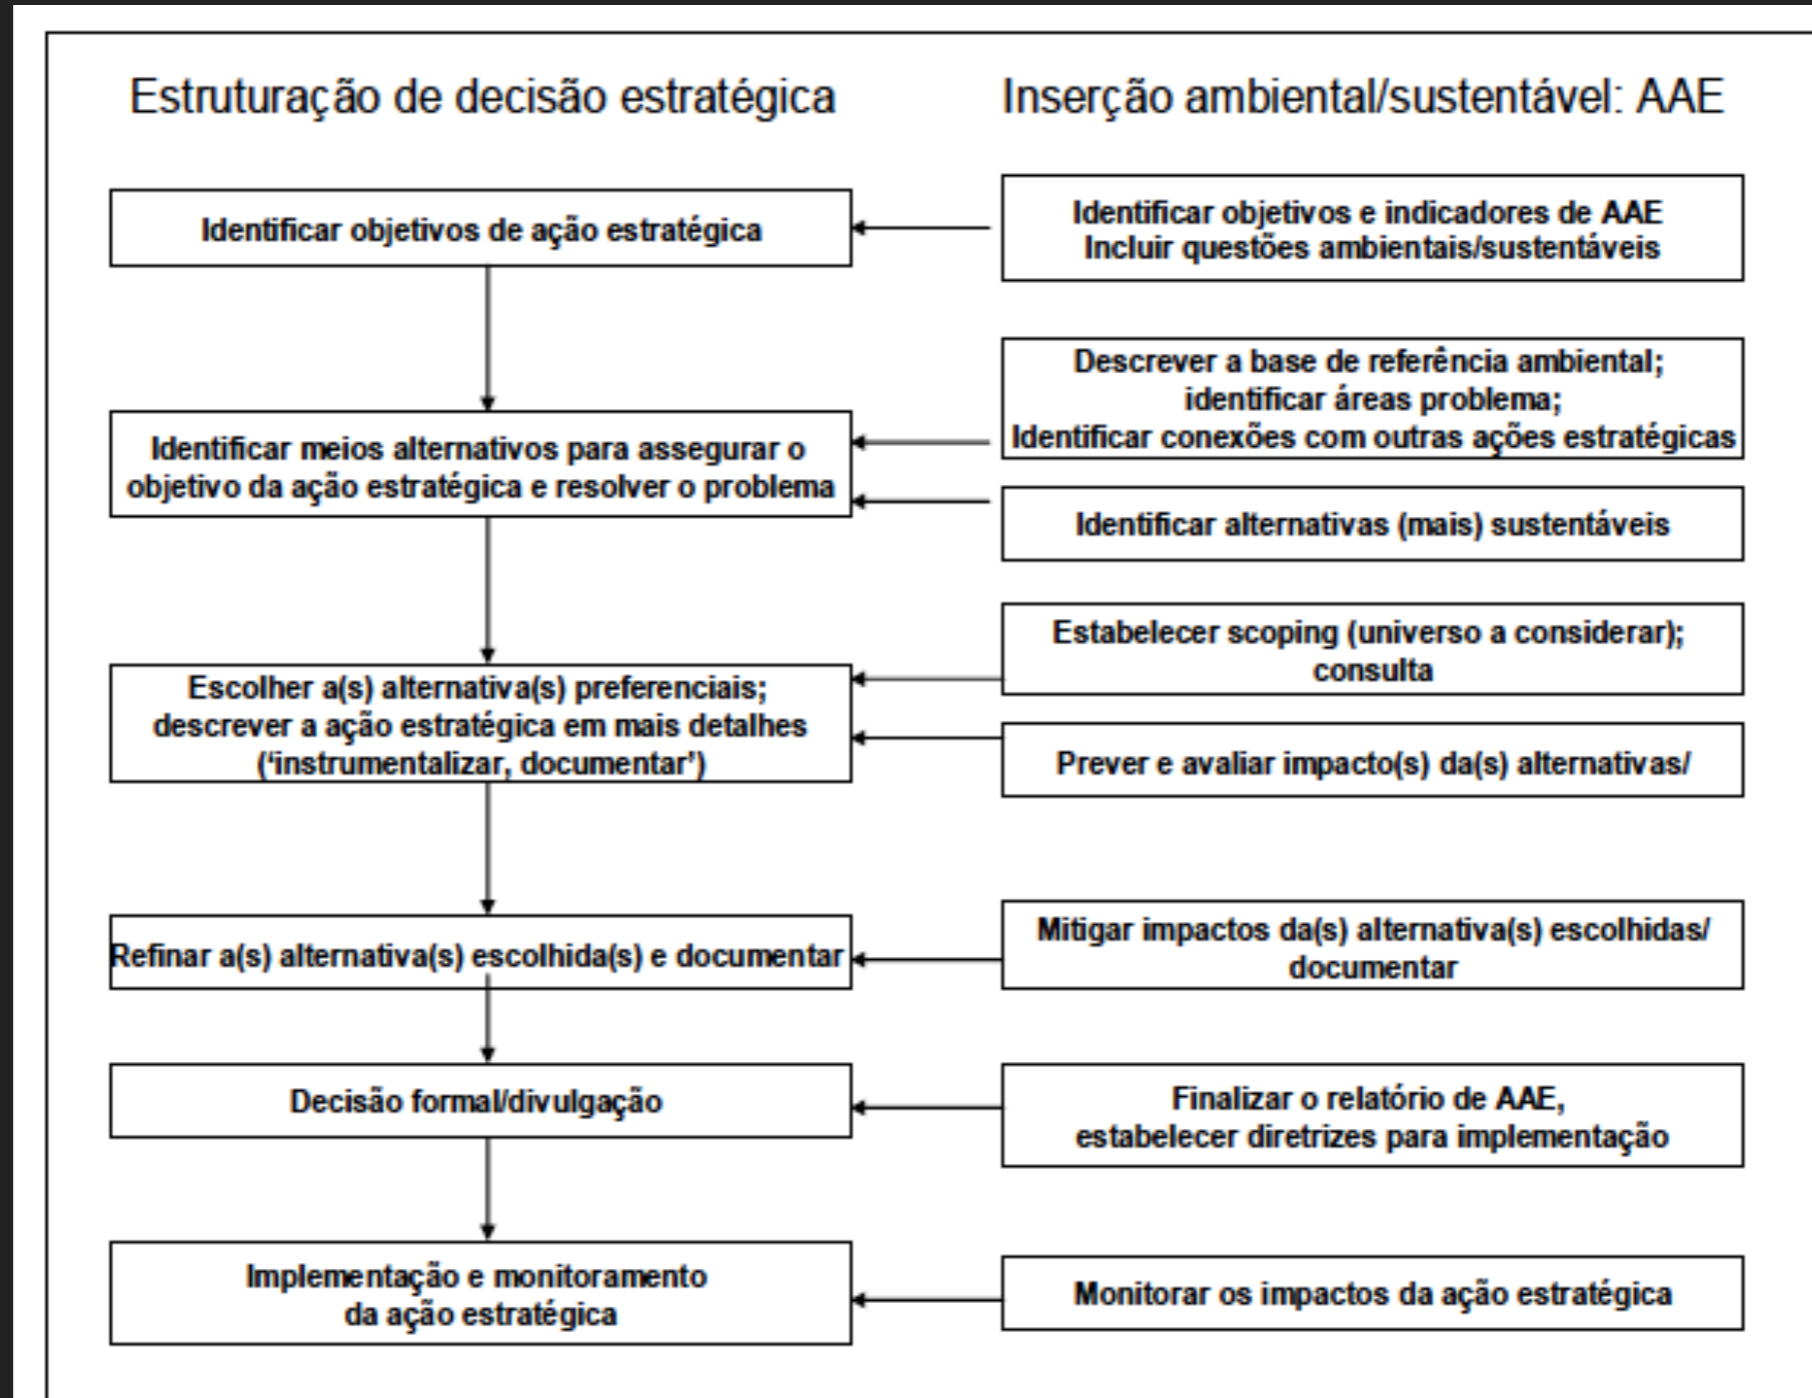 Estruturação de decisão estratégica
Inserção ambiental/sustentável: AAE
Identificar objetivos de ação estratégica
Identificar objetivos e indicadores de AAE
Incluir questões ambientais/sustentáveis
Descrever a base de referência ambiental;
identificar áreas problema;
Identificar conexões com outras ações estratégicas
Identificar meios alternativos para assegurar o
objetivo da ação estratégica e resolver o problema
Identificar alternativas (mais) sustentáveis
Estabelecer scoping (universo a considerar);
consulta
Escolher a(s) alternativa(s) preferenciais;
descrever a ação estratégica em mais detalhes
(‘instrumentalizar, documentar’)
Prever e avaliar impacto(s) da(s) alternativas/
Refinar a(s) alternativa(s) escolhida(s) e documentar
Mitigar impactos da(s) alternativa(s) escolhidas/
documentar
Decisão formal/divulgação
Finalizar o relatório de AAE,
estabelecer diretrizes para implementação
Implementação e monitoramento
da ação estratégica
Monitorar os impactos da ação estratégica